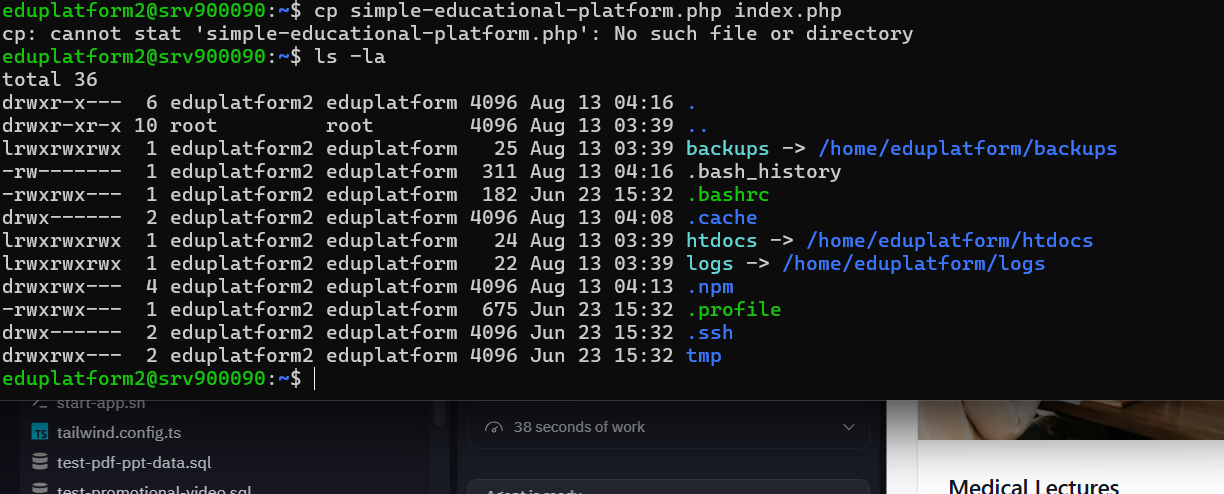 eduplatform2@srv900090:~$ cp simple-educational-platform.php index.php
cp: cannot stat 'simple-educational-platform.php': No such file or directory
eduplatform2@srv900090:~$ ls -la
total 36
drwxr-x---  6 eduplatform2 eduplatform 4096 Aug 13 04:16 .
drwxr-xr-x 10 root         root        4096 Aug 13 03:39 ..
lrwxrwxrwx  1 eduplatform2 eduplatform   25 Aug 13 03:39 backups -> /home/eduplatform/backups
-rw-------  1 eduplatform2 eduplatform  311 Aug 13 04:16 .bash_history
-rwxrwx---  1 eduplatform2 eduplatform  182 Jun 23 15:32 .bashrc
drwx------  2 eduplatform2 eduplatform 4096 Aug 13 04:08 .cache
lrwxrwxrwx  1 eduplatform2 eduplatform   24 Aug 13 03:39 htdocs -> /home/eduplatform/htdocs
lrwxrwxrwx  1 eduplatform2 eduplatform   22 Aug 13 03:39 logs -> /home/eduplatform/logs
drwx------  4 eduplatform2 eduplatform 4096 Aug 13 04:13 .npm
-rwxrwx---  1 eduplatform2 eduplatform  675 Jun 23 15:32 .profile
drwx------  2 eduplatform2 eduplatform 4096 Jun 23 15:32 .ssh
drwxrwx---  2 eduplatform2 eduplatform 4096 Jun 23 15:32 tmp
eduplatform2@srv900090:~$
start-app.sh
TS tailwind.config.ts
test-pdf-ppt-data.sql
test-promotional-video.sql
38 seconds of work
Agent is ready
Medical Lectures